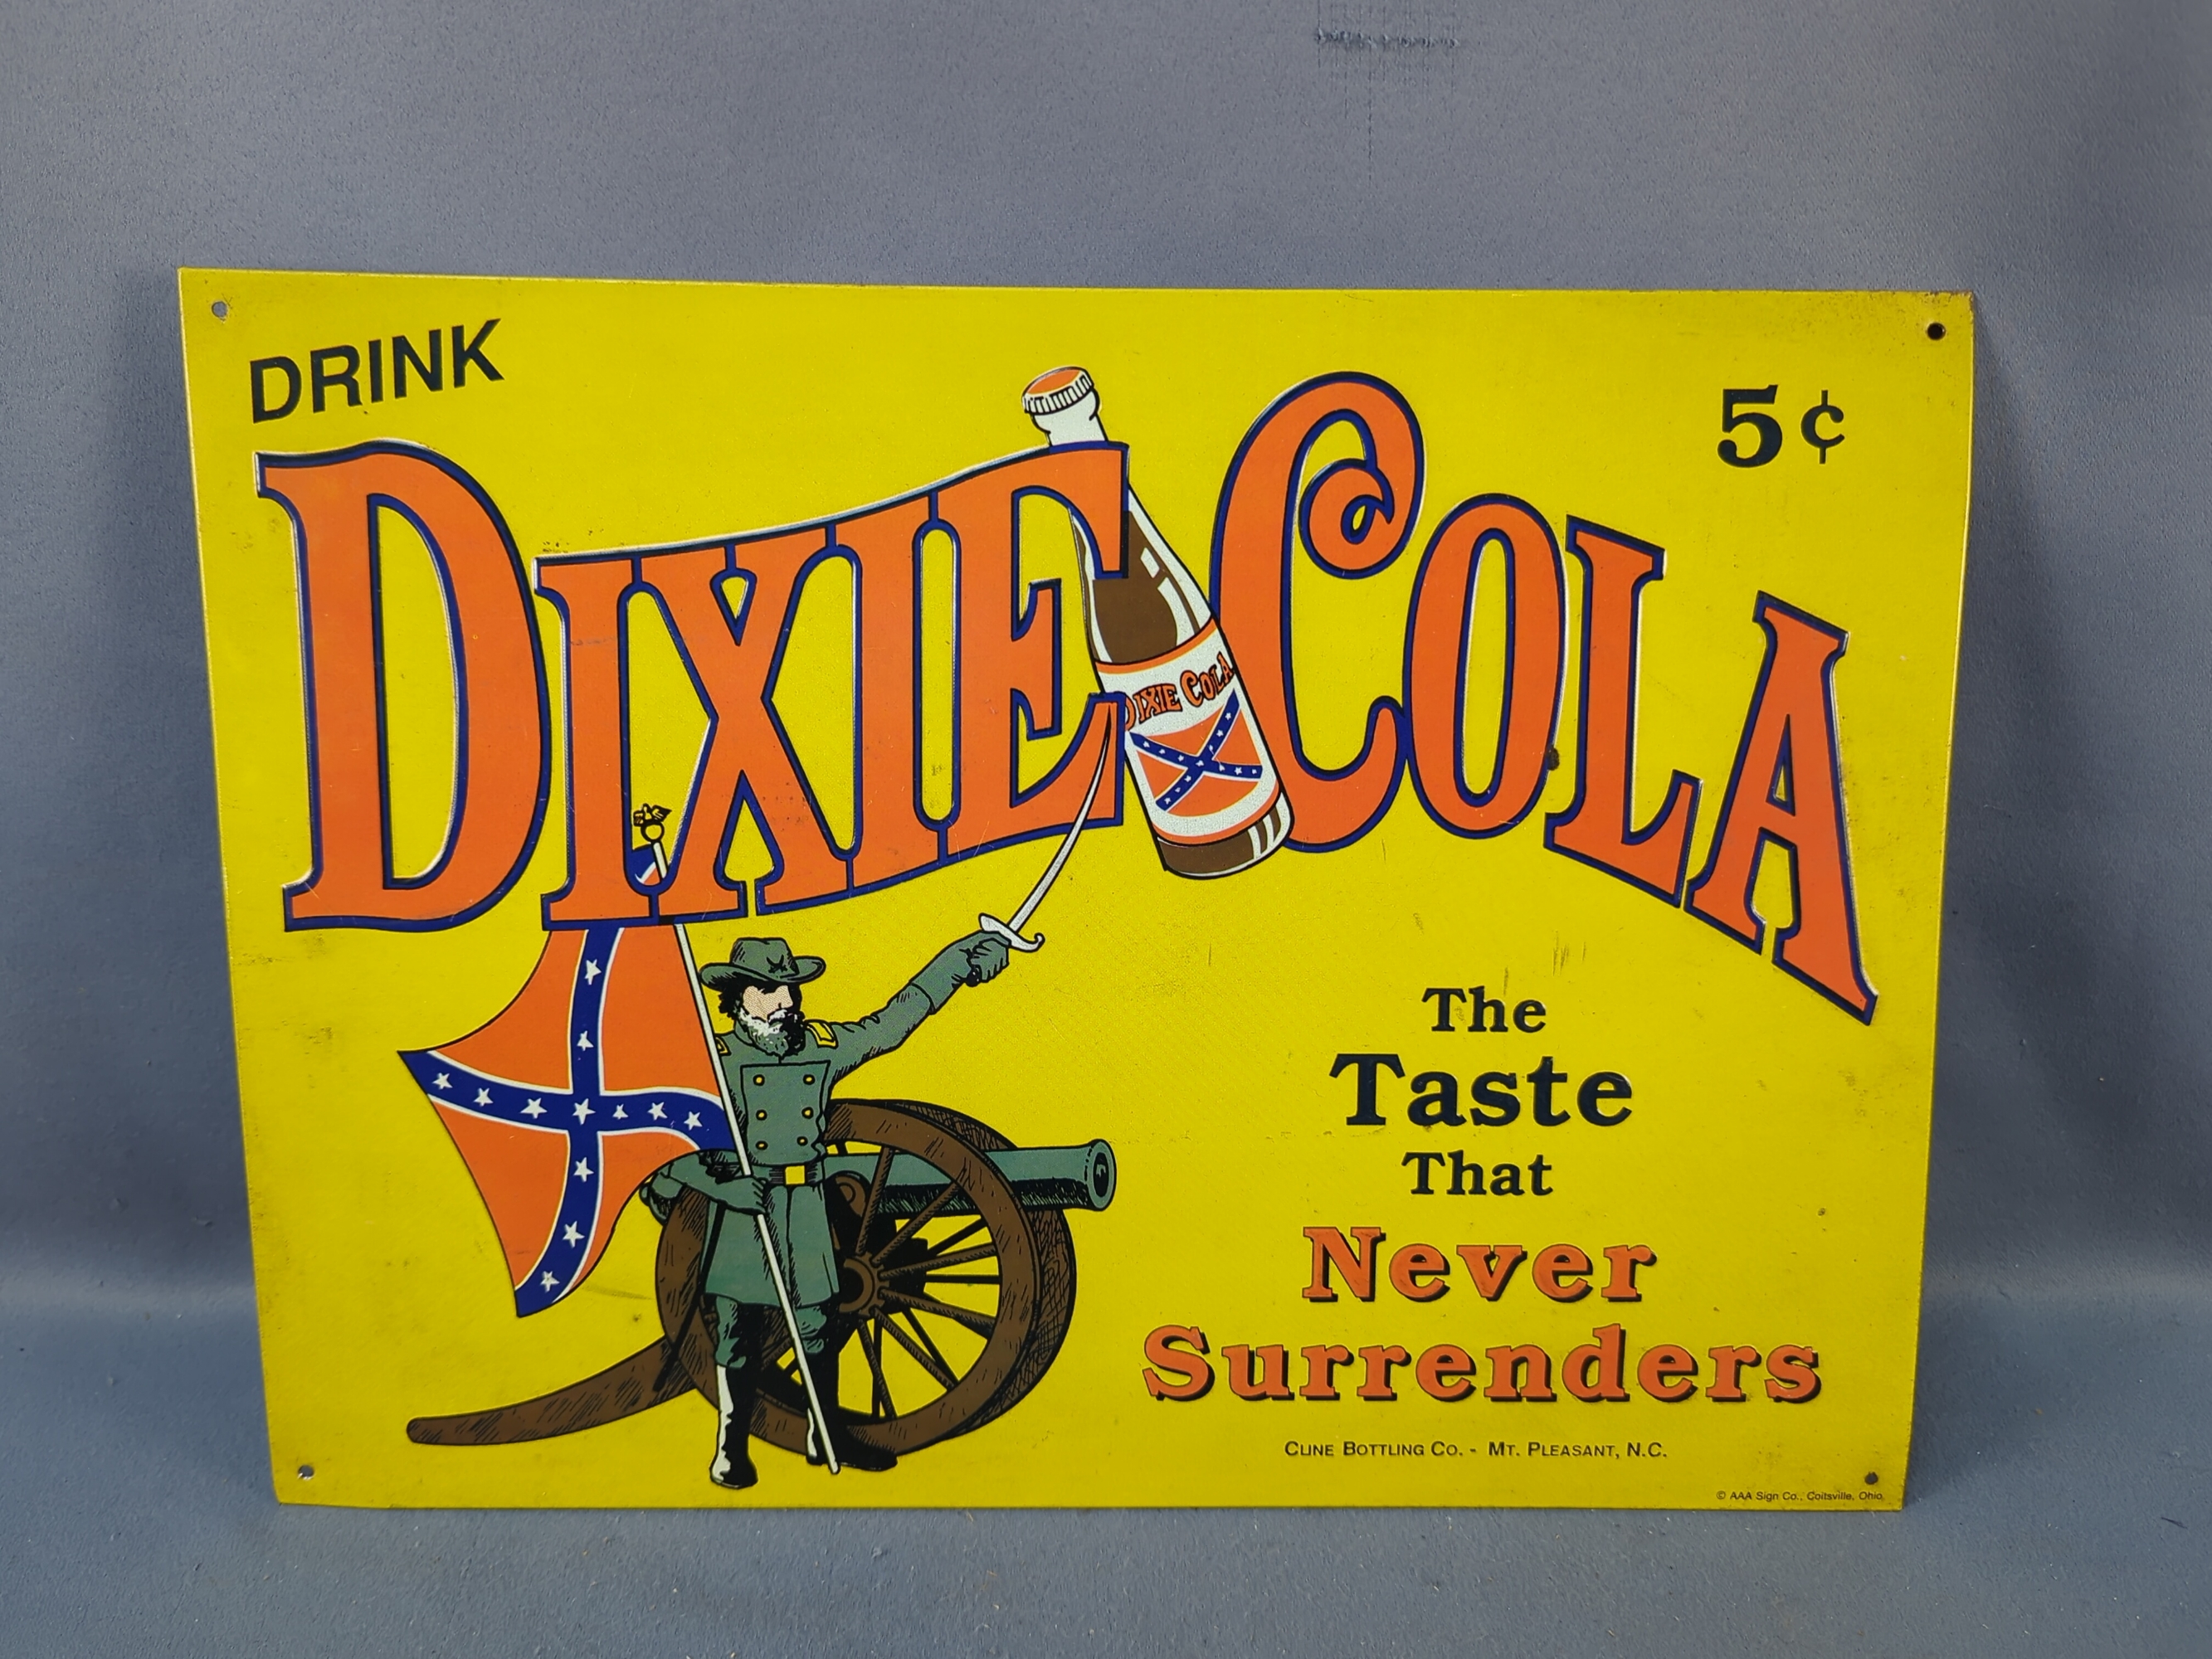 DRINK
5¢
DIXIE COLA
DIXIE COLA
The
Taste
That
Never
Surrenders
CLINE BOTTLING CO. - MT. PLEASANT, N.C.
© AAA Sign Co., Coitsville, Ohio